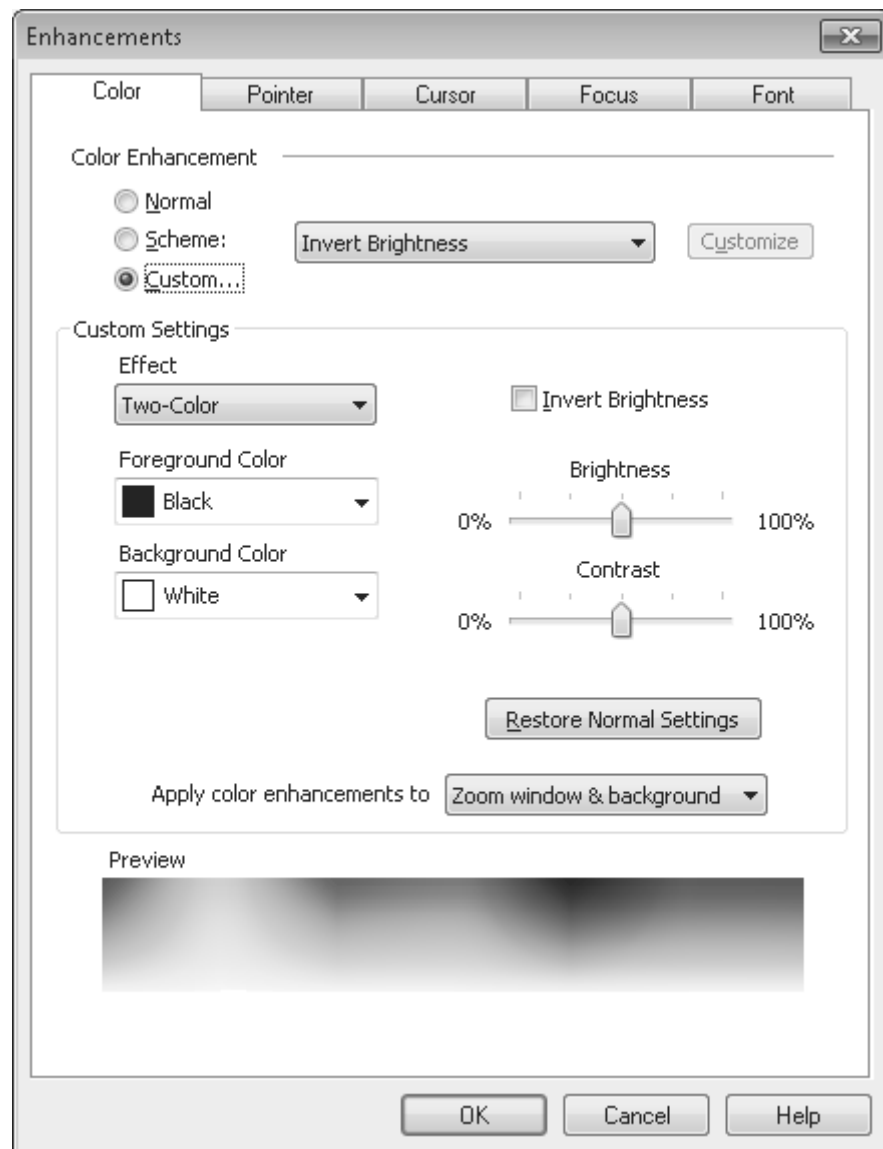 Enhancements
Color Pointer Cursor Focus Font
Color Enhancement
Normal
Scheme: Invert Brightness Customize
Custom...
Custom Settings
Effect
Two-Color Invert Brightness
Foreground Color Brightness
Black 0% 100%
Background Color Contrast
White 0% 100%
Restore Normal Settings
Apply color enhancements to Zoom window & background
Preview
OK Cancel Help